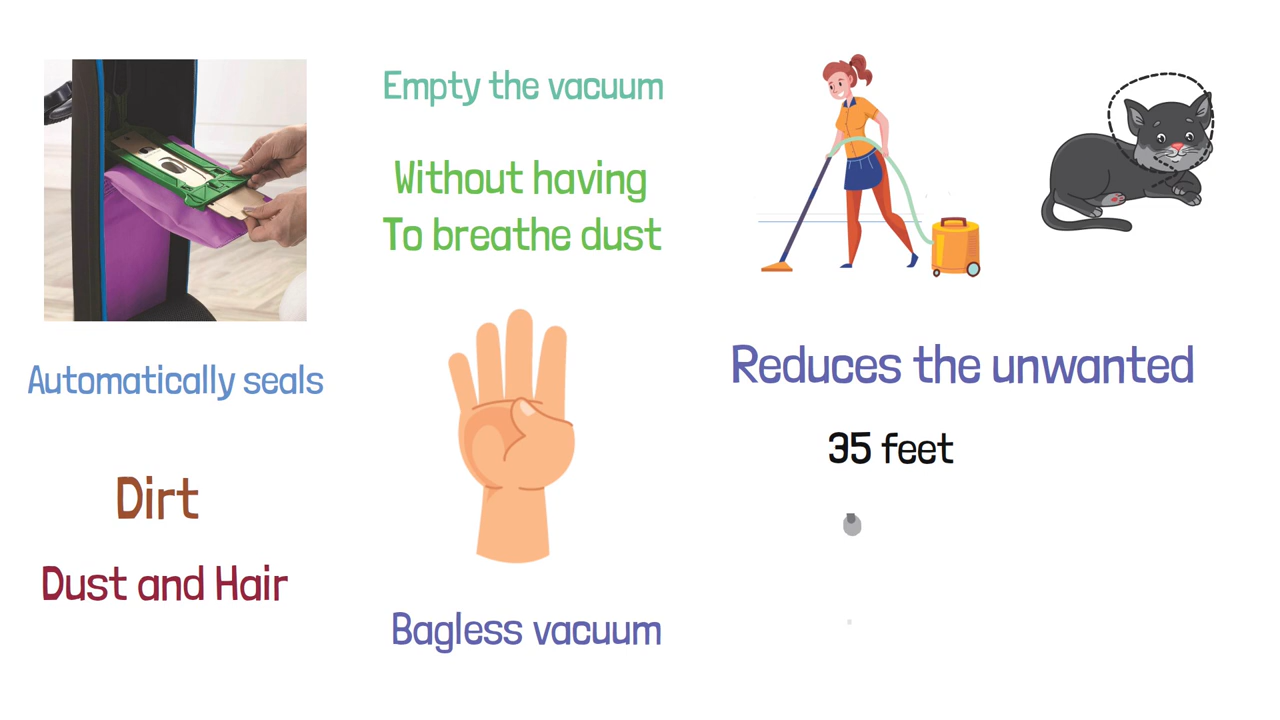 Automatically seals
Dirt
Dust and Hair
Empty the vacuum
Without having
To breathe dust
Bagless vacuum
Reduces the unwanted
35 feet